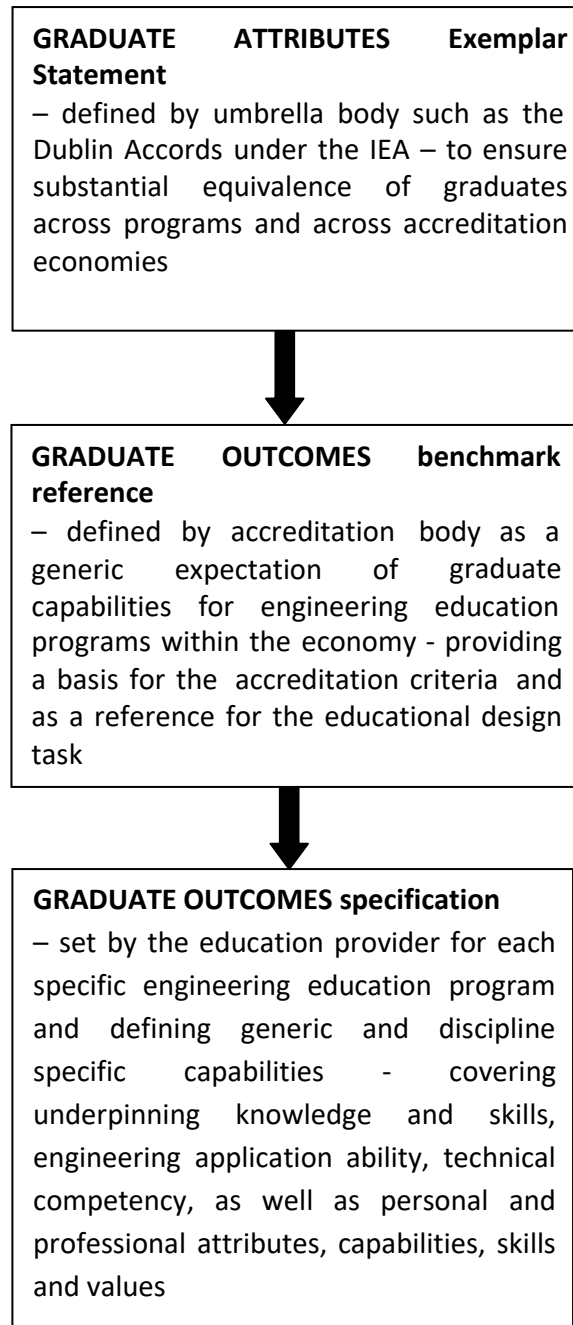 GRADUATE ATTRIBUTES Exemplar
Statement
– defined by umbrella body such as the
Dublin Accords under the IEA – to ensure
substantial equivalence of graduates
across programs and across accreditation
economies
GRADUATE OUTCOMES benchmark
reference
– defined by accreditation body as a
generic expectation of graduate
capabilities for engineering education
programs within the economy - providing
a basis for the accreditation criteria and
as a reference for the educational design
task
GRADUATE OUTCOMES specification
– set by the education provider for each
specific engineering education program
and defining generic and discipline
specific capabilities - covering
underpinning knowledge and skills,
engineering application ability, technical
competency, as well as personal and
professional attributes, capabilities, skills
and values